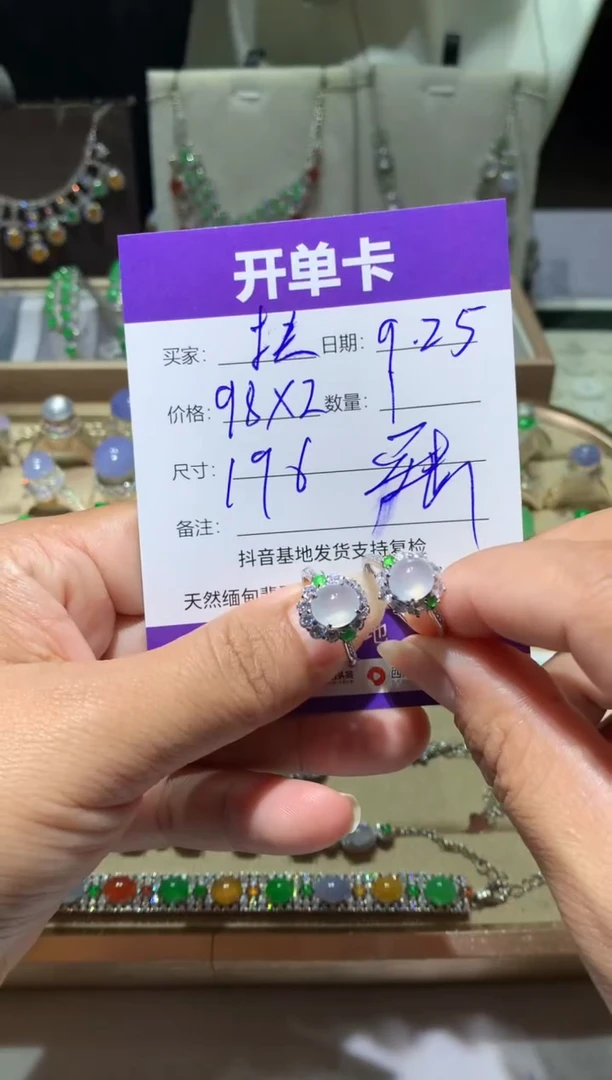 开单卡
买家: 日期: 9.25
价格: 98X2 数量: 1
尺寸: 196
备注:
抖音基地发货支持复检
天然缅甸翡